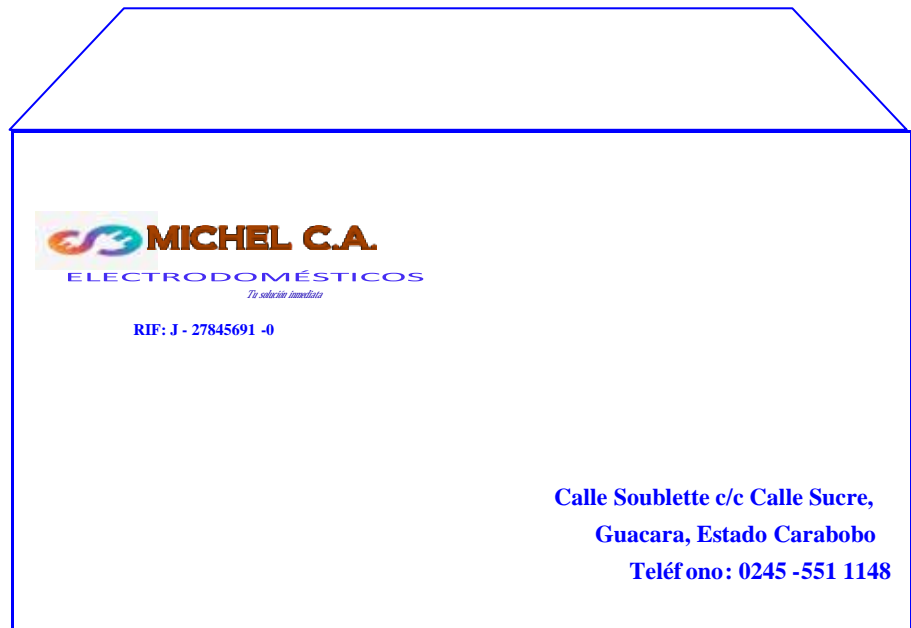 MICHEL C.A.
ELECTRODOMÉSTICOS
Tu solución inmediata
RIF: J - 27845691 -0
Calle Soublette c/c Calle Sucre,
Guacara, Estado Carabobo
Teléf ono: 0245 -551 1148